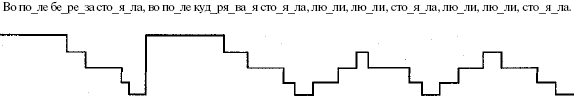 Во по_ле бе_ре_за сто_я_ла, во по_ле куд_ря_ва_я сто_я_ла, лю_ли, лю_ли, сто_я_ла, лю_ли, лю_ли, сто_я_ла.